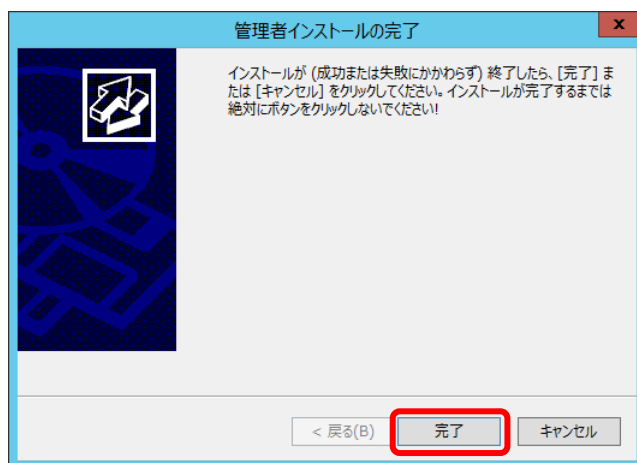 管理者インストールの完了
x
インストールが (成功または失敗にかかわらず) 終了したら、[完了] ま
たは [キャンセル] をクリックしてください。インストールが完了するまでは
絶対にボタンをクリックしないでください!
< 戻る(B)
完了
キャンセル